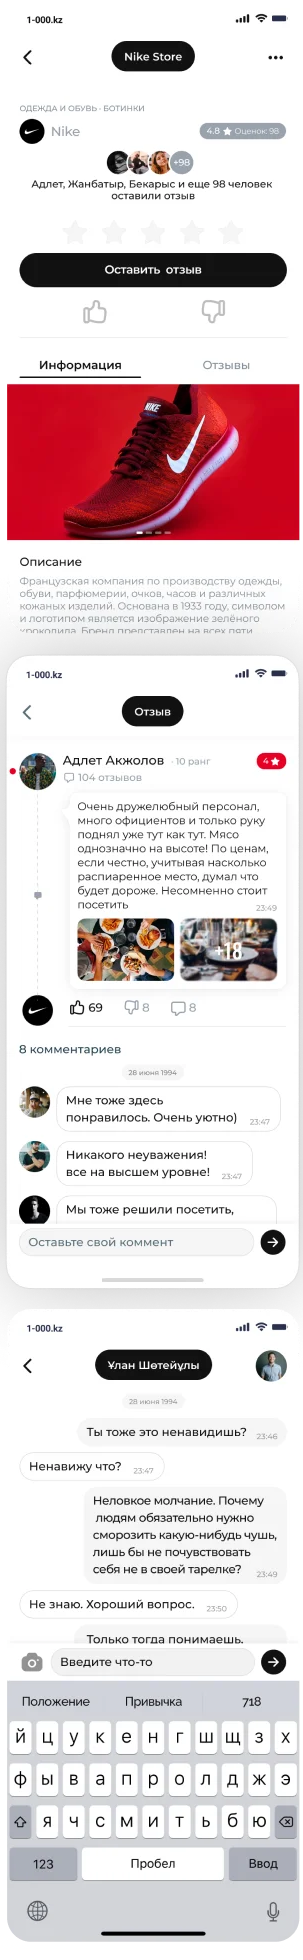 1-000.kz
Nike Store
ОДЕЖДА И ОБУВЬ · БОТИНКИ
Nike
4.8 Оценок: 98
+98
Адлет, Жанбатыр, Бекарыс и еще 98 человек
оставили отзыв
Оставить отзыв
Информация
Отзывы
NIKE
Описание
Французская компания по производству одежды,
обуви, парфюмерии, очков, часов и различных
кожаных изделий. Основана в 1933 году, символом
и логотипом является изображение зелёного
крокодила. Бренд представлен на всех пяти
1-000.kz
Отзыв
Адлет Акжолов · 10 ранг
4
104 отзывов
Очень дружелюбный персонал,
много официантов и только руку
поднял уже тут как тут. Мясо
однозначно на высоте! По ценам,
если честно, учитывая насколько
распиаренное место, думал что
будет дороже. Несомненно стоит
посетить
23:49
+18
69
8
8
8 комментариев
28 июня 1994
Мне тоже здесь
понравилось. Очень уютно)
23:47
Никакого неуважения!
все на высшем уровне!
23:47
Мы тоже решили посетить,
Оставьте свой коммент
1-000.kz
Ұлан Шөтейұлы
28 июня 1994
Ты тоже это ненавидишь?
23:46
Ненавижу что?
23:47
Неловкое молчание. Почему
людям обязательно нужно
сморозить какую-нибудь чушь,
лишь бы не почувствовать
себя не в своей тарелке?
23:49
Не знаю. Хороший вопрос.
23:50
Только тогда понимаешь,
Введите что-то
Положение
Привычка
718
й ц у к е н г ш щ з х
ф ы в а п р о л д ж э
я ч с м и т ь б ю
123
Пробел
Ввод